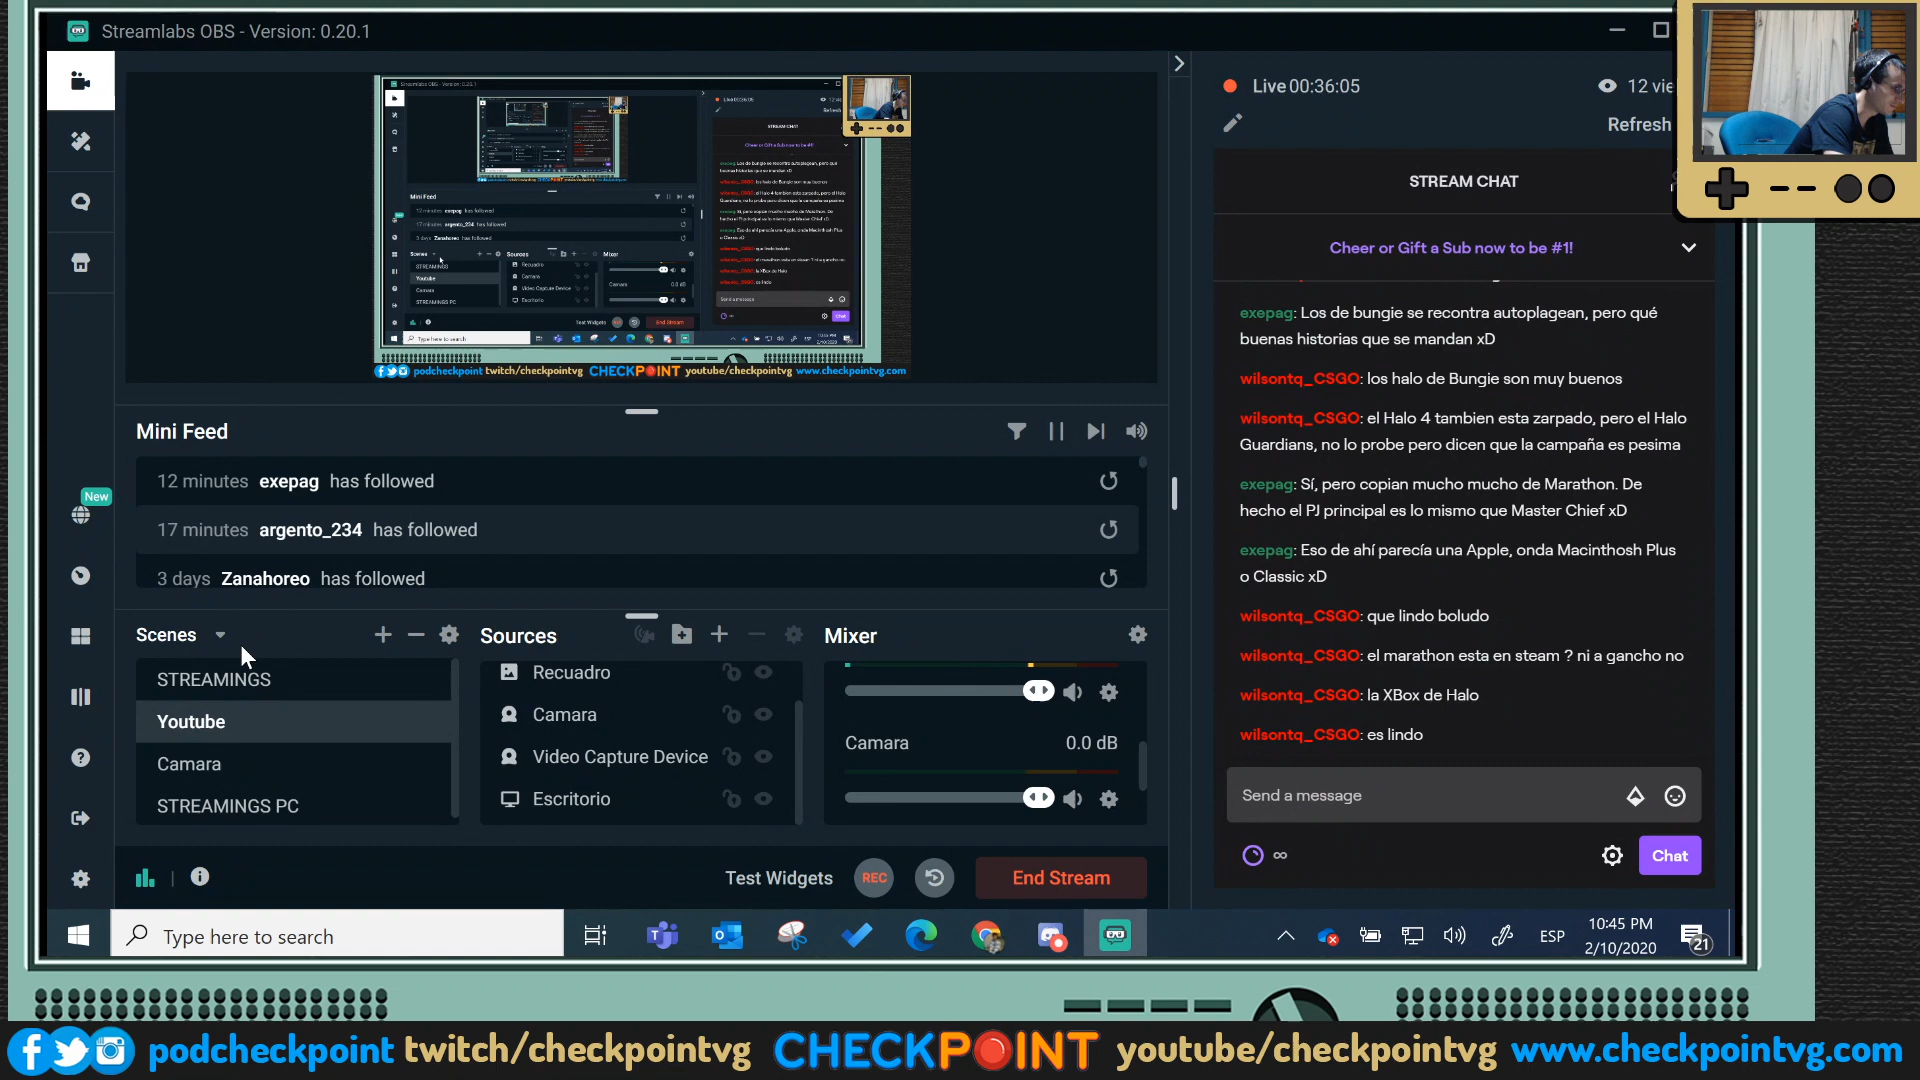 Streamlabs OBS - Version: 0.20.1
Live 00:36:05
12 vie
Refresh
STREAM CHAT
Cheer or Gift a Sub now to be #1!
exepag: Los de bungie se recontra autoplagean, pero qué
buenas historias que se mandan xD
wilsontq_CSGO: los halo de Bungie son muy buenos
wilsontq_CSGO: el Halo 4 tambien esta zarpado, pero el Halo
Guardians, no lo probe pero dicen que la campaña es pesima
exepag: Sí, pero copian mucho mucho de Marathon. De
hecho el PJ principal es lo mismo que Master Chief xD
exepag: Eso de ahí parecía una Apple, onda Macinthosh Plus
o Classic xD
wilsontq_CSGO: que lindo boludo
wilsontq_CSGO: el marathon esta en steam ? ni a gancho no
wilsontq_CSGO: la XBox de Halo
wilsontq_CSGO: es lindo
Send a message
∞
Chat
Mini Feed
12 minutes exepag has followed
17 minutes argento_234 has followed
3 days Zanahoreo has followed
New
Scenes
STREAMINGS
Youtube
Camara
STREAMINGS PC
Sources
Recuadro
Camara
Video Capture Device
Escritorio
Mixer
Camara 0.0 dB
Test Widgets
REC
End Stream
Type here to search
ESP
10:45 PM
2/10/2020
21
podcheckpoint twitch/checkpointvg CHECKPOINT youtube/checkpointvg www.checkpointvg.com